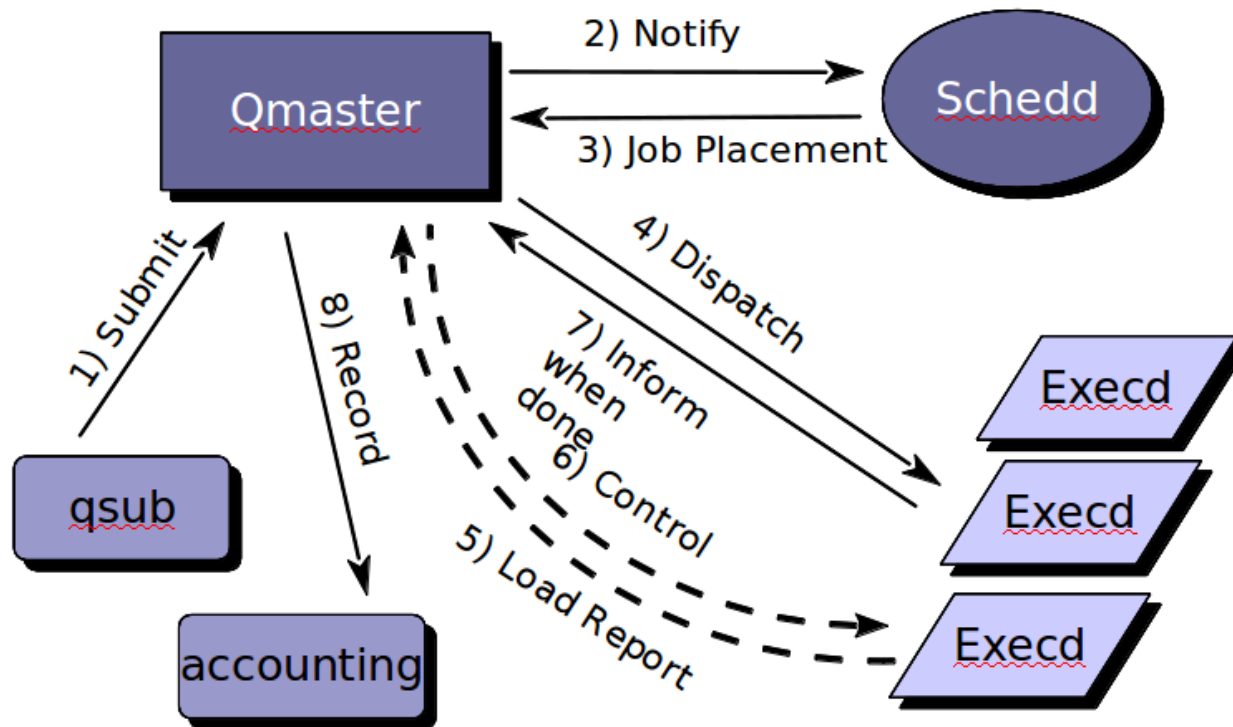 2) Notify
Qmaster
Schedd
3) Job Placement
1) Submit
4) Dispatch
8) Record
7) Inform
when
done
Execd
6) Control
qsub
Execd
5) Load Report
Execd
accounting